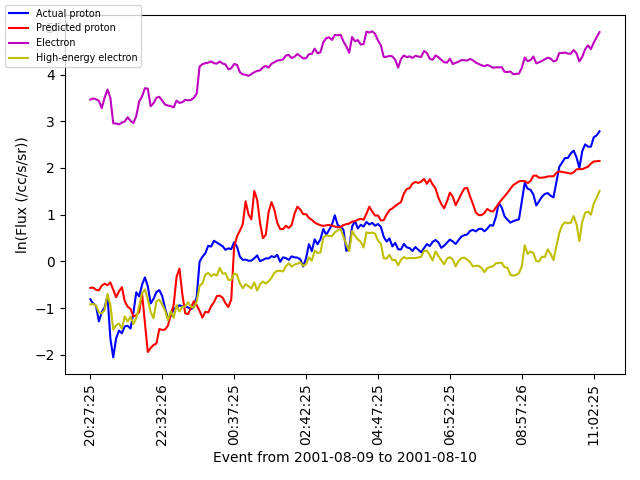 Actual proton
Predicted proton
Electron
High-energy electron
ln(Flux (/cc/s/sr))
4
3
2
1
0
−1
−2
20:27:25
22:32:26
00:37:25
02:42:25
04:47:25
06:52:25
08:57:26
11:02:25
Event from 2001-08-09 to 2001-08-10